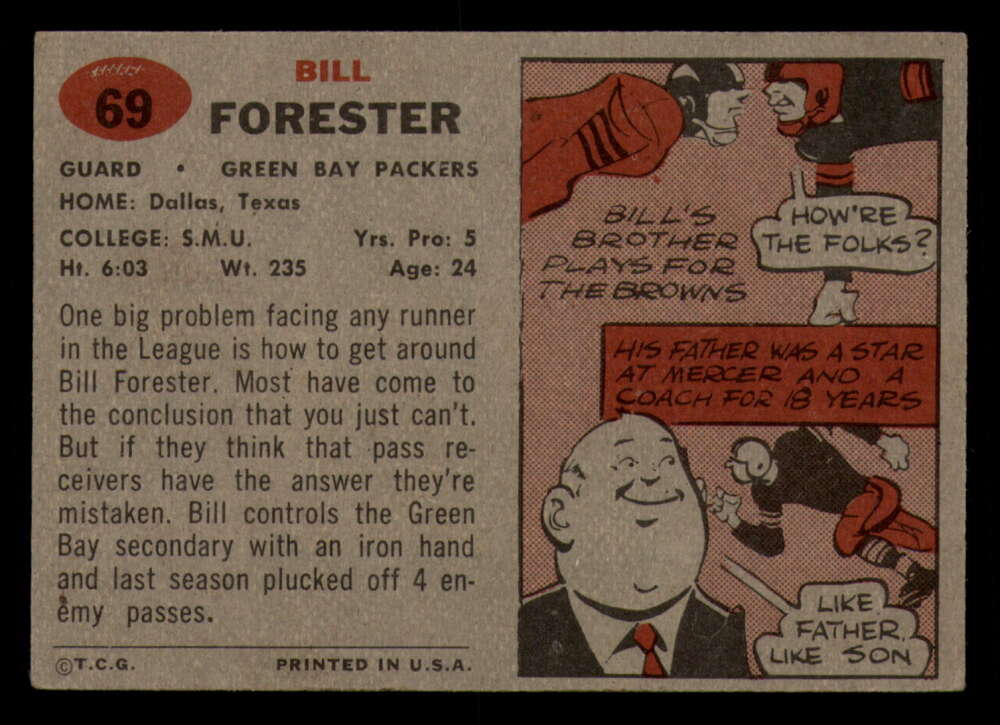 69
BILL
FORESTER
GUARD • GREEN BAY PACKERS
HOME: Dallas, Texas
COLLEGE: S.M.U. Yrs. Pro: 5
Ht. 6:03 Wt. 235 Age: 24
One big problem facing any runner
in the League is how to get around
Bill Forester. Most have come to
the conclusion that you just can't.
But if they think that pass re-
ceivers have the answer they're
mistaken. Bill controls the Green
Bay secondary with an iron hand
and last season plucked off 4 en-
emy passes.
©T.C.G. PRINTED IN U.S.A.
BILL'S
BROTHER
PLAYS FOR
THE BROWNS
HOW'RE
THE FOLKS?
HIS FATHER WAS A STAR
AT MERCER AND A
COACH FOR 18 YEARS
LIKE
FATHER,
LIKE SON